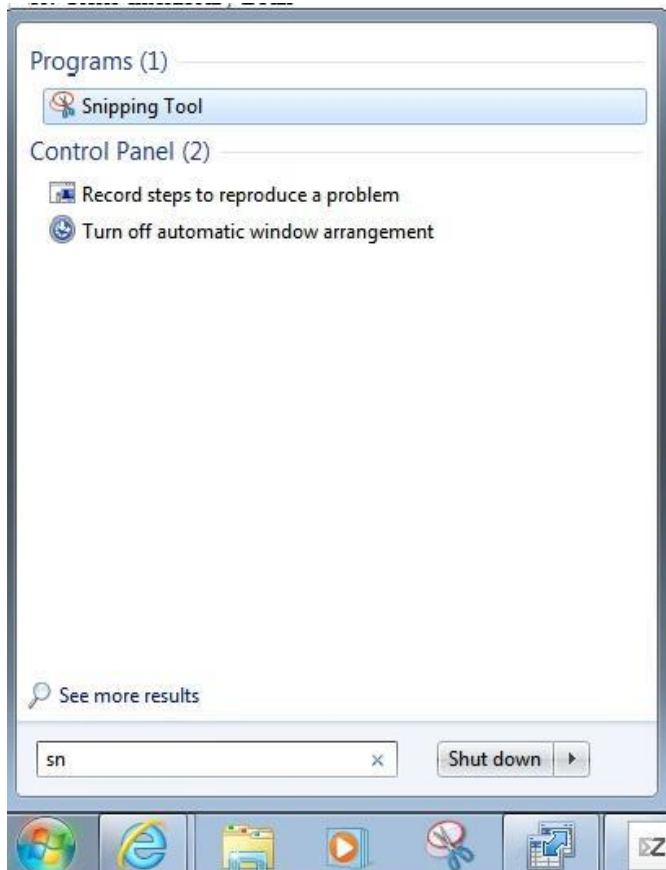 Programs (1)
Snipping Tool
Control Panel (2)
Record steps to reproduce a problem
Turn off automatic window arrangement
See more results
sn
Shut down